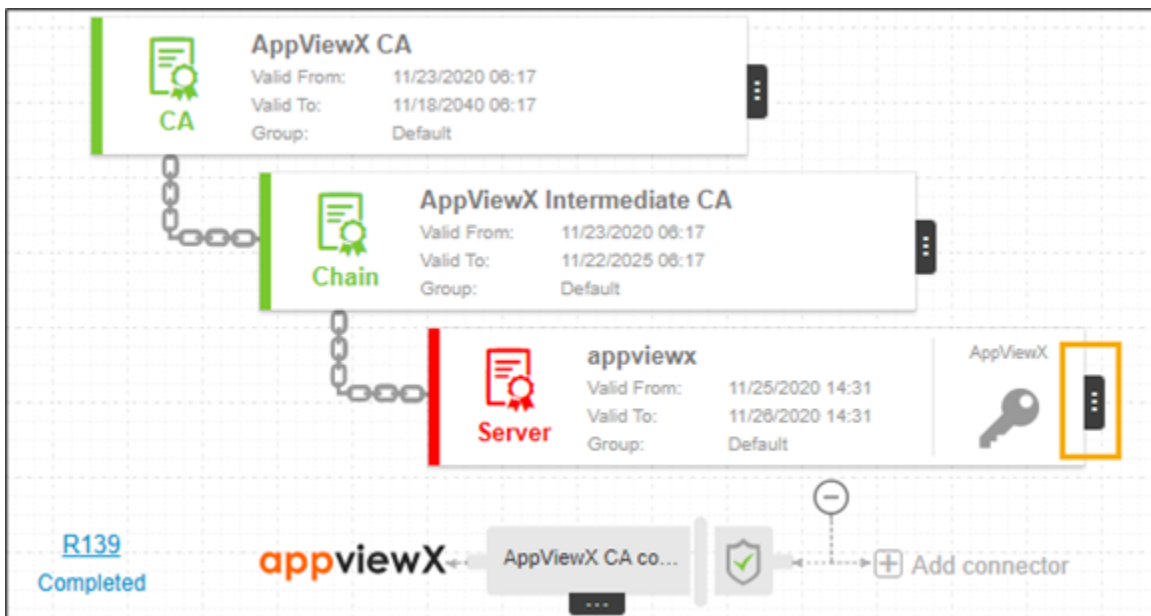 AppViewX CA
Valid From: 11/23/2020 06:17
Valid To: 11/18/2040 06:17
Group: Default
CA
AppViewX Intermediate CA
Valid From: 11/23/2020 06:17
Valid To: 11/22/2025 06:17
Group: Default
Chain
appviewx
AppViewX
Valid From: 11/25/2020 14:31
Valid To: 11/26/2020 14:31
Group: Default
Server
R139
Completed
appviewX
AppViewX CA co...
Add connector